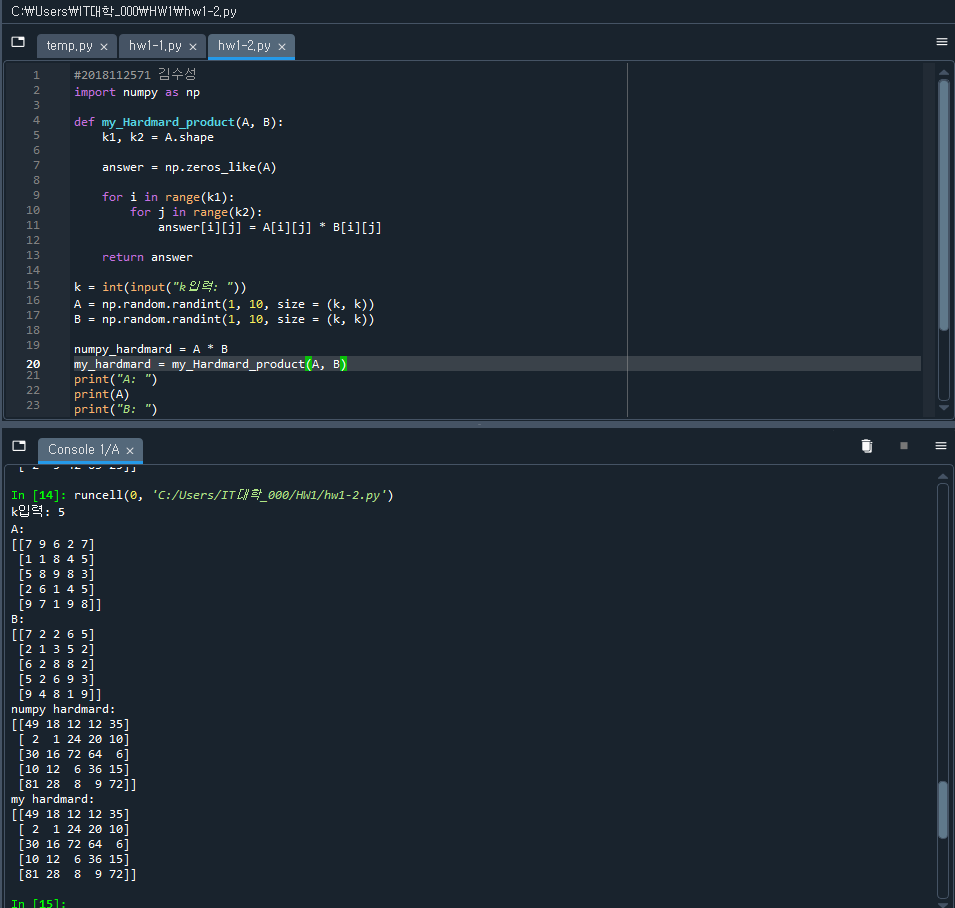 C:\Users\IT대학_000\HW1\hw1-2.py
temp.py × hw1-1.py × hw1-2.py ×
1 #2018112571 김수성
2 import numpy as np
3
4 def my_Hardmard_product(A, B):
5 k1, k2 = A.shape
6
7 answer = np.zeros_like(A)
8
9 for i in range(k1):
10 for j in range(k2):
11 answer[i][j] = A[i][j] * B[i][j]
12
13 return answer
14
15 k = int(input("k입력: "))
16 A = np.random.randint(1, 10, size = (k, k))
17 B = np.random.randint(1, 10, size = (k, k))
18
19 numpy_hardmard = A * B
20 my_hardmard = my_Hardmard_product(A, B)
21 print("A: ")
22 print(A)
23 print("B: ")
Console 1/A ×
In [14]: runcell(0, 'C:/Users/IT대학_000/HW1/hw1-2.py')
k입력: 5
A:
[[7 9 6 2 7]
[1 1 8 4 5]
[5 8 9 8 3]
[2 6 1 4 5]
[9 7 1 9 8]]
B:
[[7 2 2 6 5]
[2 1 3 5 2]
[6 2 8 8 2]
[5 2 6 9 3]
[9 4 8 1 9]]
numpy hardmard:
[[49 18 12 12 35]
[ 2 1 24 20 10]
[30 16 72 64 6]
[10 12 6 36 15]
[81 28 8 9 72]]
my hardmard:
[[49 18 12 12 35]
[ 2 1 24 20 10]
[30 16 72 64 6]
[10 12 6 36 15]
[81 28 8 9 72]]
In [15]: